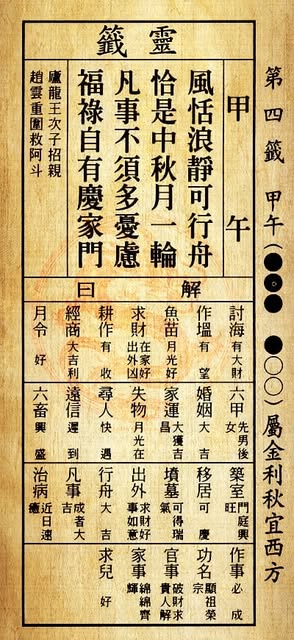 第四籤 甲午(●●● ●○○)屬金利秋宜西方
靈籤
甲午
風恬浪靜可行舟
恰是中秋月一輪
凡事不須多憂慮
福祿自有慶家門
廬龍王次子招親
趙雲重圍救阿斗
解曰
討海 有大財
作塭 有望
魚苗 月光好
求財 在家好出外凶
耕作 有收
經商 大吉利
月令 好
六甲 先男後女
婚姻 大吉
家運 大獲吉昌
失物 月光在
尋人 快遇
遠信 遲到
六畜 興盛
築室 門庭興旺
移居 可慶
墳墓 可得瑞氣
出外 求財好事如意
行舟 大吉
凡事 成者大吉
治病 近日速癒
作事 必成
功名 顯祖榮宗
官事 破財求貴人解
家事 綿綿齊輝
求兒 好